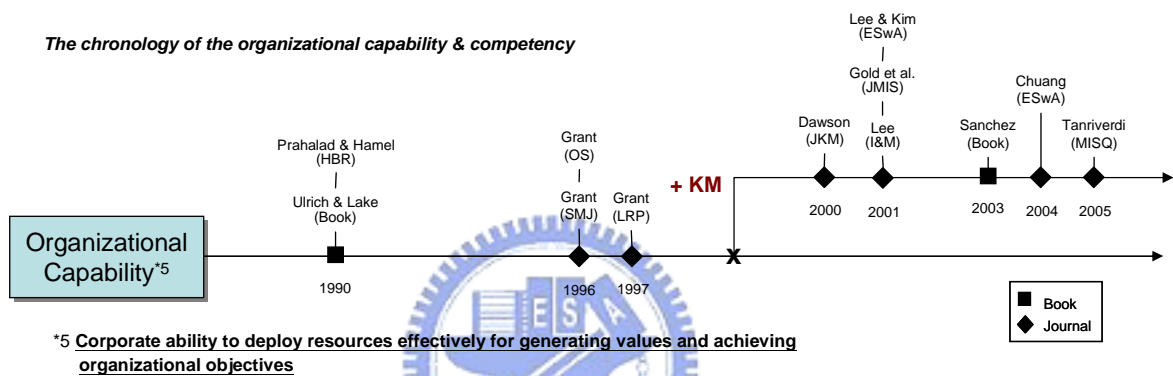 The chronology of the organizational capability & competency
Lee & Kim
(ESwA)
Gold et al.
(JMIS)
Chuang
(ESwA)
Dawson
(JKM)
Lee
(I&M)
Sanchez
(Book)
Tanriverdi
(MISQ)
Prahalad & Hamel
(HBR)
Grant
(OS)
Ulrich & Lake
(Book)
Grant
(SMJ)
Grant
(LRP)
+ KM
2000
2001
2003
2004
2005
Organizational
Capability*5
X
1990
1996
1997
Book
Journal
E S A
*5 Corporate ability to deploy resources effectively for generating values and achieving
organizational objectives